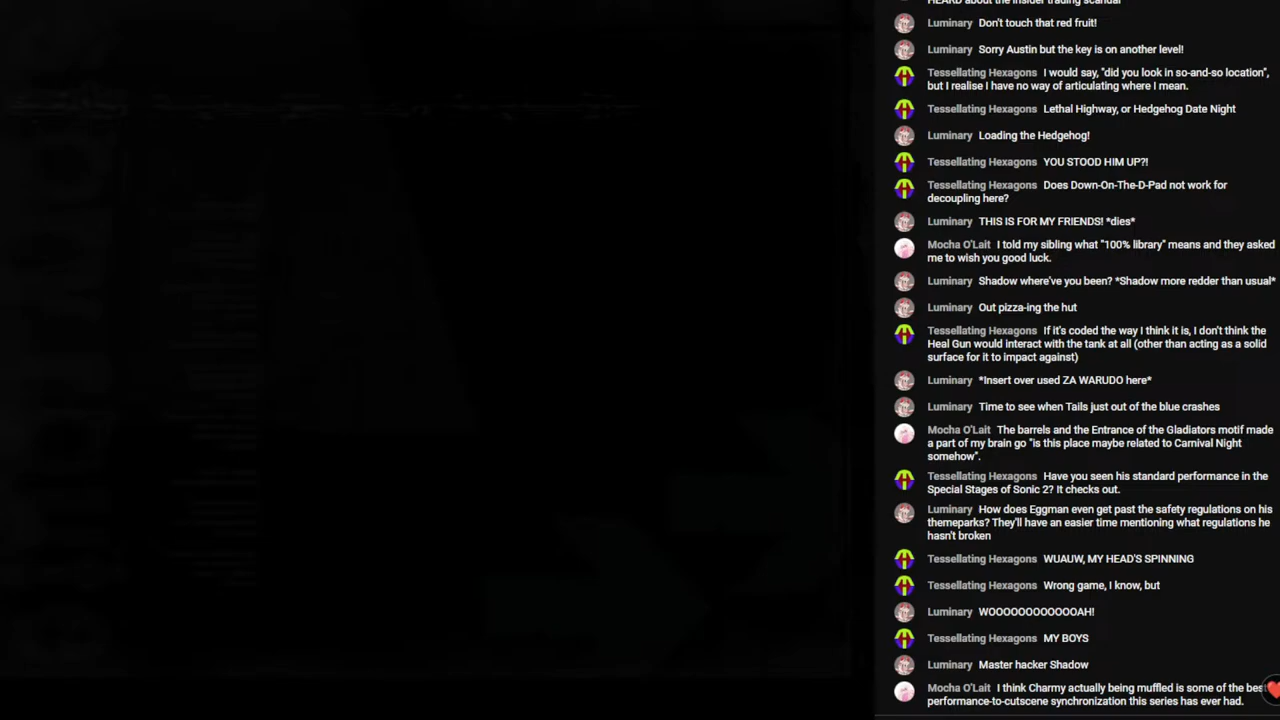 HEARD about the insider trading scandal
Luminary Don't touch that red fruit!
Luminary Sorry Austin but the key is on another level!
Tessellating Hexagons I would say, "did you look in so-and-so location",
but I realise I have no way of articulating where I mean.
Tessellating Hexagons Lethal Highway, or Hedgehog Date Night
Luminary Loading the Hedgehog!
Tessellating Hexagons YOU STOOD HIM UP?!
Tessellating Hexagons Does Down-On-The-D-Pad not work for
decoupling here?
Luminary THIS IS FOR MY FRIENDS! *dies*
Mocha O'Lait I told my sibling what "100% library" means and they asked
me to wish you good luck.
Luminary Shadow where've you been? *Shadow more redder than usual*
Luminary Out pizza-ing the hut
Tessellating Hexagons If it's coded the way I think it is, I don't think the
Heal Gun would interact with the tank at all (other than acting as a solid
surface for it to impact against)
Luminary *Insert over used ZA WARUDO here*
Luminary Time to see when Tails just out of the blue crashes
Mocha O'Lait The barrels and the Entrance of the Gladiators motif made
a part of my brain go "is this place maybe related to Carnival Night
somehow".
Tessellating Hexagons Have you seen his standard performance in the
Special Stages of Sonic 2? It checks out.
Luminary How does Eggman even get past the safety regulations on his
themeparks? They'll have an easier time mentioning what regulations he
hasn't broken
Tessellating Hexagons WUAUW, MY HEAD'S SPINNING
Tessellating Hexagons Wrong game, I know, but
Luminary WOOOOOOOOOOOAH!
Tessellating Hexagons MY BOYS
Luminary Master hacker Shadow
Mocha O'Lait I think Charmy actually being muffled is some of the best
performance-to-cutscene synchronization this series has ever had.